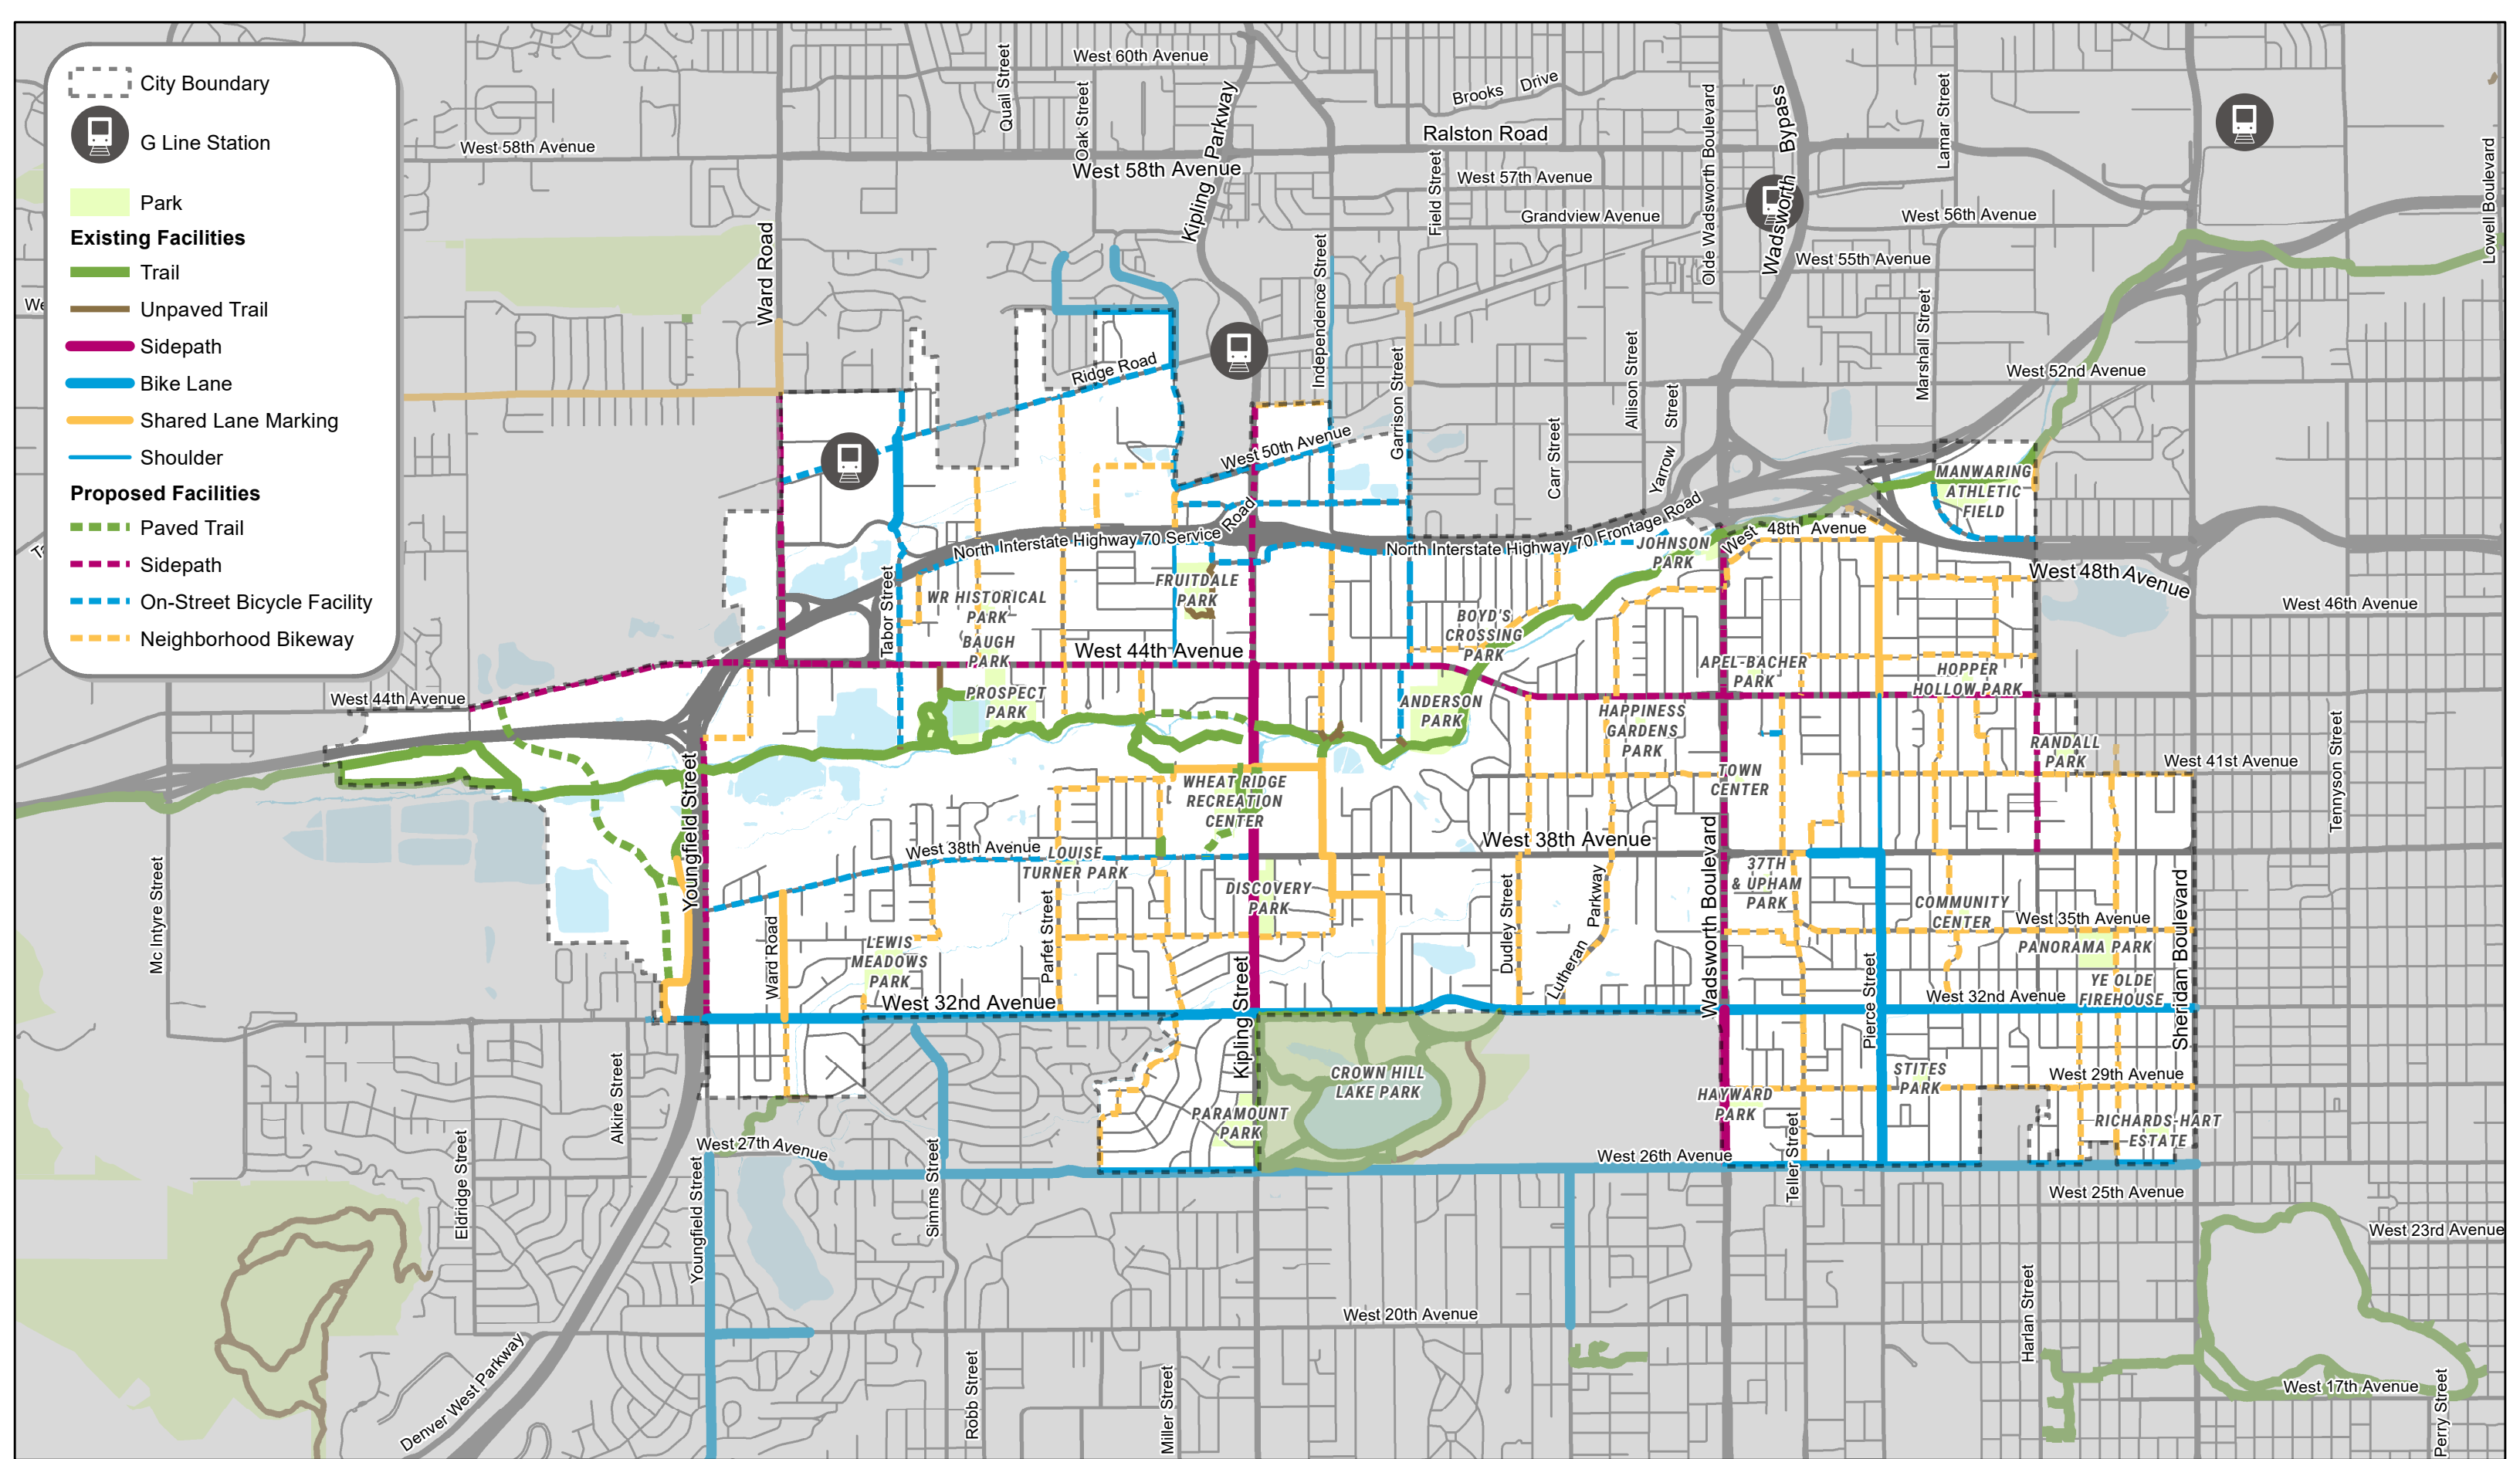 City Boundary
G Line Station
Park
Existing Facilities
Trail
Unpaved Trail
Sidepath
Bike Lane
Shared Lane Marking
Shoulder
Proposed Facilities
Paved Trail
Sidepath
On-Street Bicycle Facility
Neighborhood Bikeway
West 60th Avenue
Quail Street
Oak Street
Kipling Parkway
Kipling
Brooks Drive
Ralston Road
West 58th Avenue
West 58th Avenue
Field Street
West 57th Avenue
Grandview Avenue
Olde Wadsworth Boulevard
Wadsworth Bypass
Lamar Street
West 56th Avenue
West 55th Avenue
Lowell Boulevard
Ward Road
Independence Street
Garrison Street
Ridge Road
West 50th Avenue
Carr Street
Allison Street
Yarrow Street
Marshall Street
West 52nd Avenue
We
MANWARING
ATHLETIC
FIELD
North Interstate Highway 70 Service Road
North Interstate Highway 70 Frontage Road
West 48th Avenue
West 48th Avenue
JOHNSON
PARK
Tabor Street
WR HISTORICAL
PARK
FRUITDALE
PARK
BAUGH
PARK
BOYD'S
CROSSING
PARK
West 46th Avenue
West 44th Avenue
West 44th Avenue
PROSPECT
PARK
ANDERSON
PARK
APEL-BACHER
PARK
HOPPER
HOLLOW PARK
HAPPINESS
GARDENS
PARK
RANDALL
PARK
West 41st Avenue
Tennyson Street
TOWN
CENTER
WHEAT RIDGE
RECREATION
CENTER
Youngfield Street
West 38th Avenue
West 38th Avenue
LOUISE
TURNER PARK
Mc Intyre Street
Ward Road
Parfet Street
DISCOVERY
PARK
Dudley Street
Lutheran Parkway
Wadsworth Boulevard
37TH
& UPHAM
PARK
COMMUNITY
CENTER
West 35th Avenue
PANORAMA PARK
LEWIS
MEADOWS
PARK
YE OLDE
FIREHOUSE
Sheridan Boulevard
West 32nd Avenue
West 32nd Avenue
Kipling Street
Pierce Street
CROWN HILL
LAKE PARK
STITES
PARK
West 29th Avenue
HAYWARD
PARK
PARAMOUNT
PARK
RICHARDS-HART
ESTATE
Alkire Street
Eldridge Street
West 27th Avenue
Youngfield Street
Simms Street
West 26th Avenue
Teller Street
West 25th Avenue
West 23rd Avenue
West 20th Avenue
Harlan Street
Denver West Parkway
Robb Street
Miller Street
West 17th Avenue
Perry Street